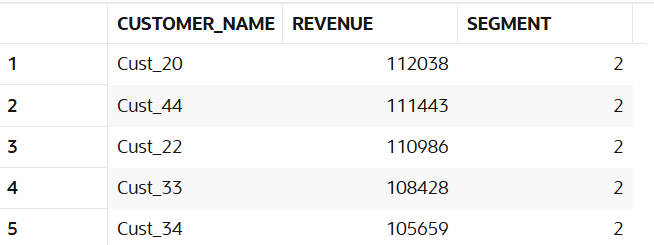 CUSTOMER_NAME REVENUE SEGMENT
1 Cust_20 112038 2
2 Cust_44 111443 2
3 Cust_22 110986 2
4 Cust_33 108428 2
5 Cust_34 105659 2